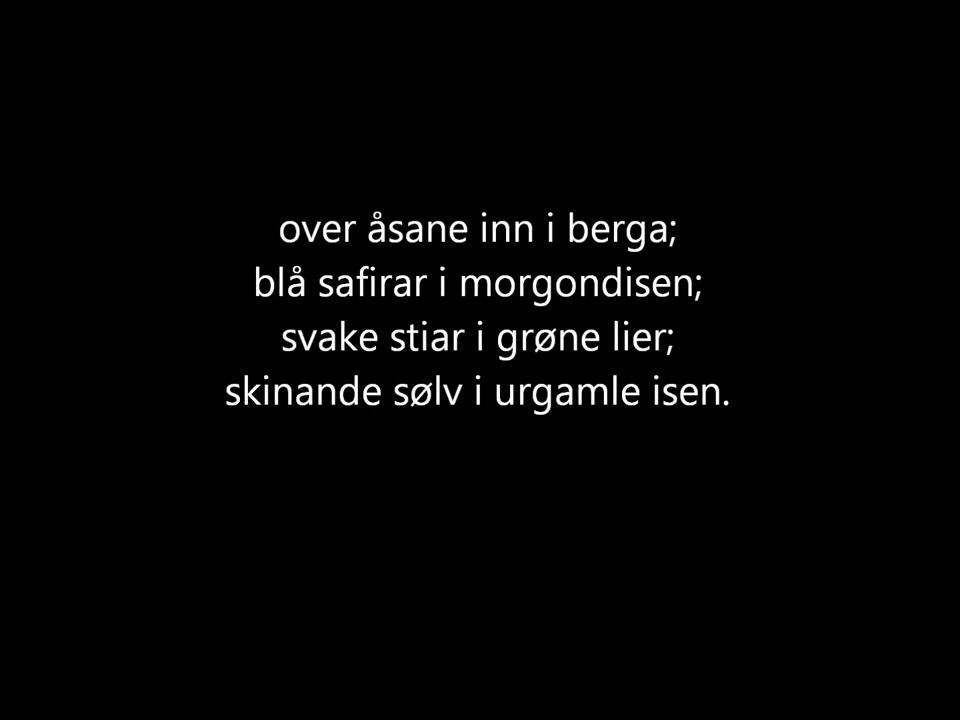 over åsane inn i berga;
blå safirar i morgondisen;
svake stiar i grøne lier;
skinande sølv i urgamle isen.